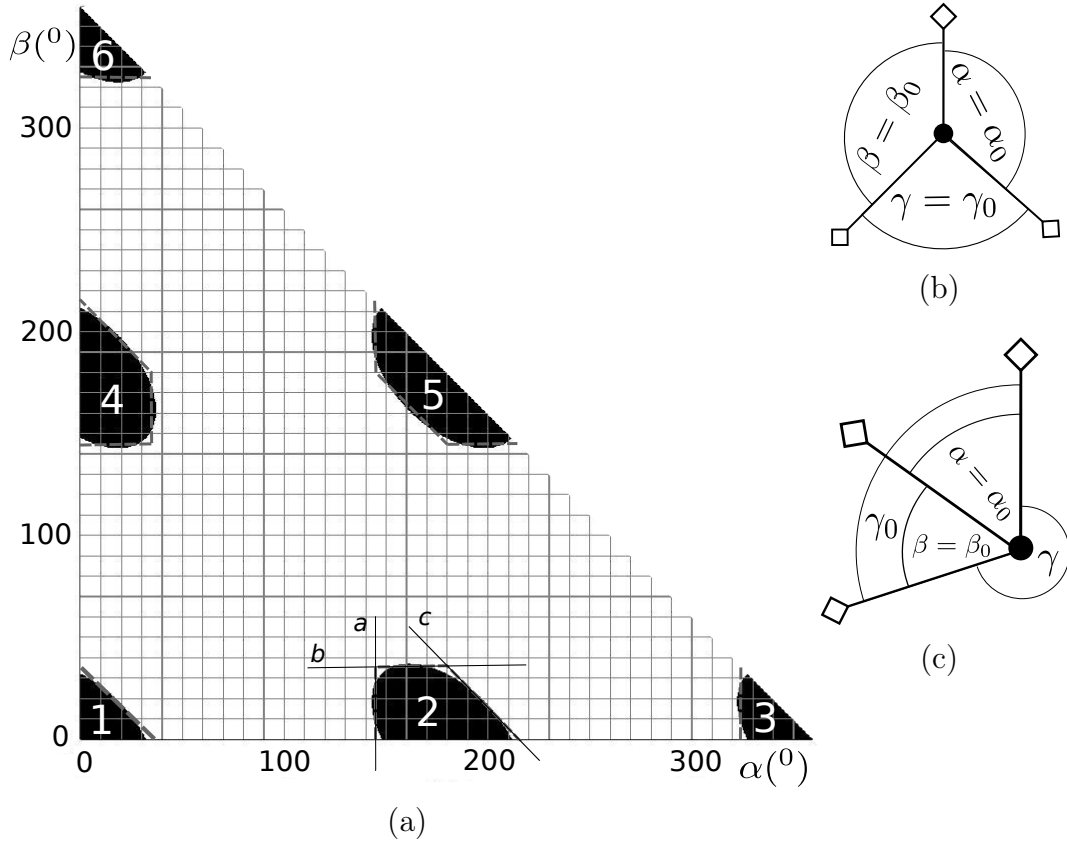 β(⁰)
6
300
200
4
5
100
a
c
b
1
2
3
0
0
100
200
300
α(⁰)
(a)
β = β₀
α = α₀
γ = γ₀
(b)
α = α₀
γ₀
β = β₀
γ
(c)